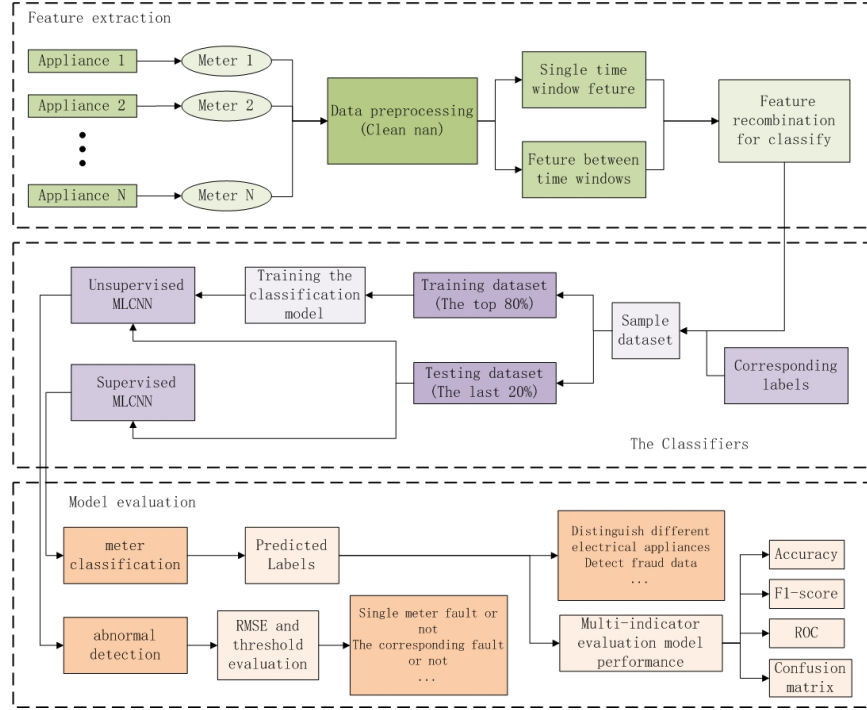 Feature extraction
Appliance 1
Meter 1
Appliance 2
Meter 2
Appliance N
Meter N
Data preprocessing
(Clean nan)
Single time
window feture
Feture between
time windows
Feature
recombination
for classify
Unsupervised
MLCNN
Training the
classification
model
Training dataset
(The top 80%)
Sample
dataset
Supervised
MLCNN
Testing dataset
(The last 20%)
Corresponding
labels
The Classifiers
Model evaluation
meter
classification
Predicted
Labels
Distinguish different
electrical appliances
Detect fraud data
...
abnormal
detection
RMSE and
threshold
evaluation
Single meter fault or
not
The corresponding fault
or not
...
Multi-indicator
evaluation model
performance
Accuracy
F1-score
ROC
Confusion
matrix